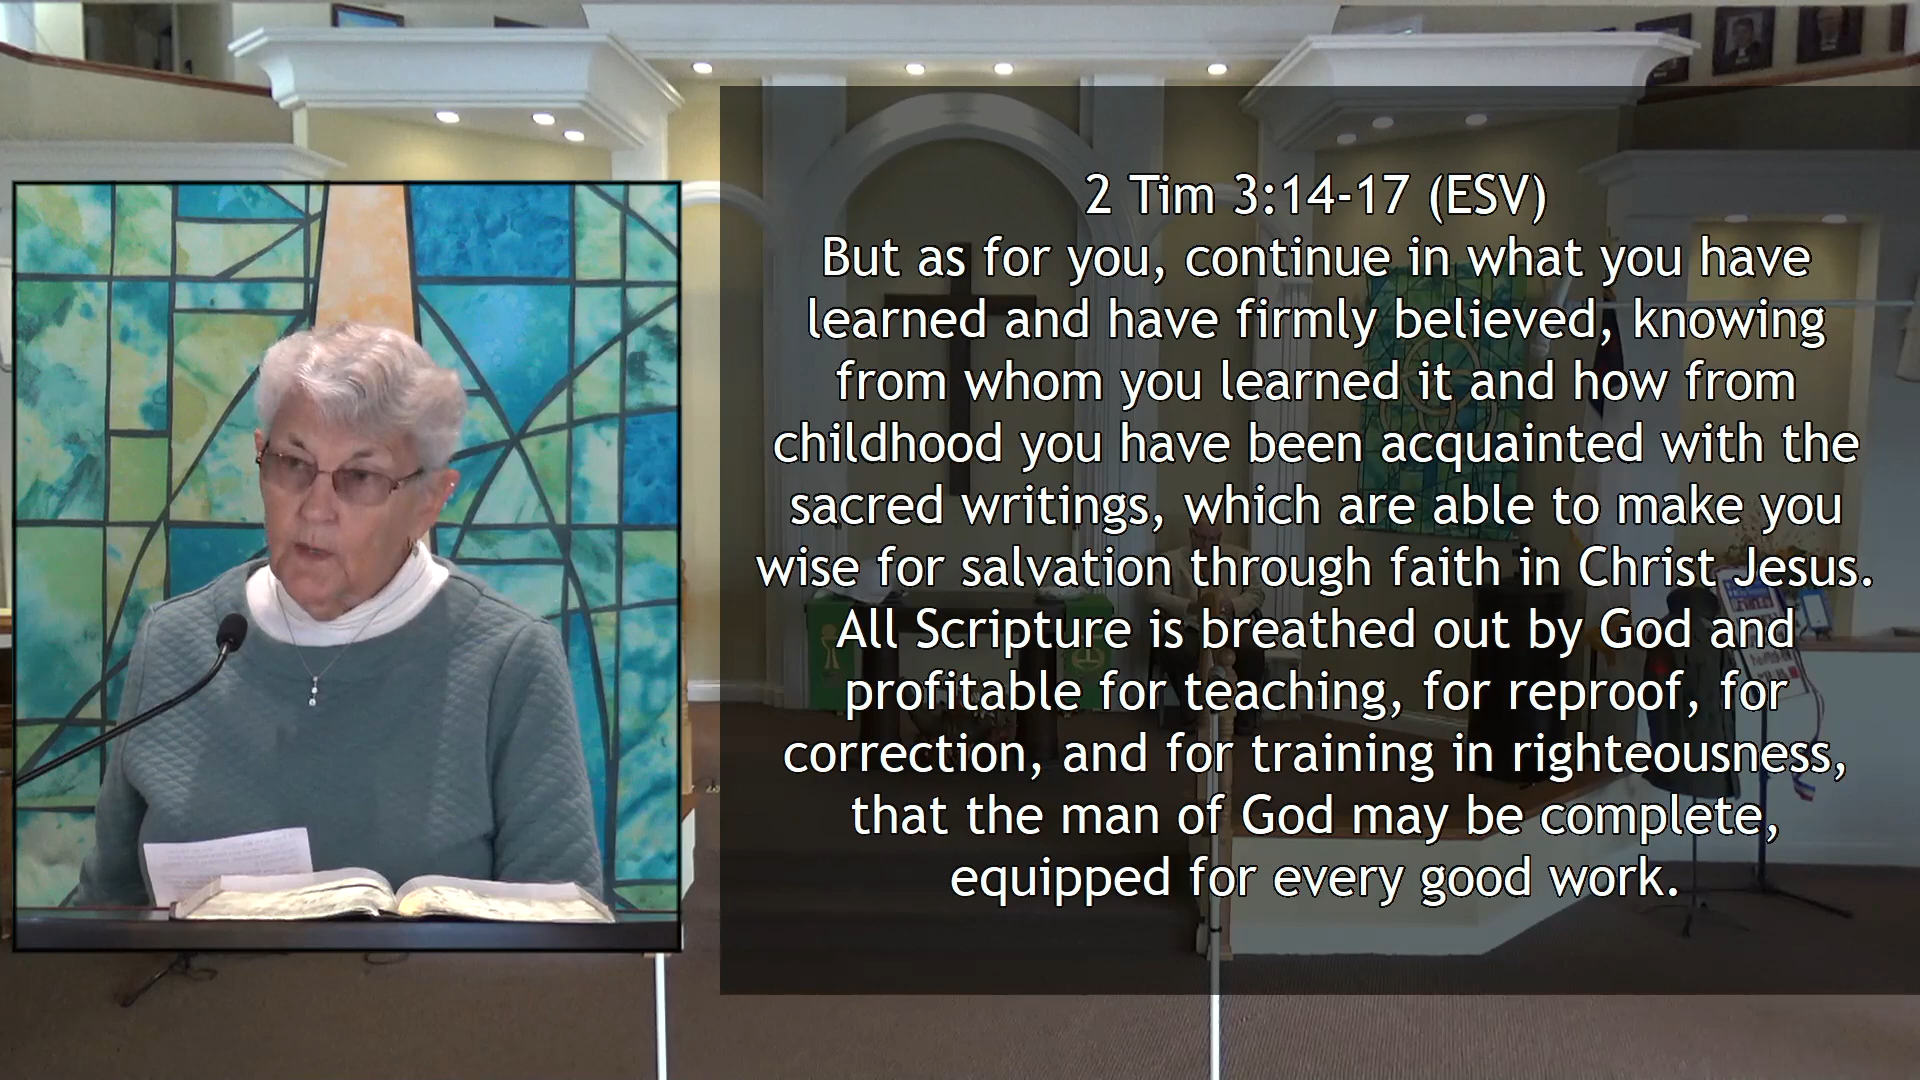 2 Tim 3:14-17 (ESV)
But as for you, continue in what you have
learned and have firmly believed, knowing
from whom you learned it and how from
childhood you have been acquainted with the
sacred writings, which are able to make you
wise for salvation through faith in Christ Jesus.
All Scripture is breathed out by God and
profitable for teaching, for reproof, for
correction, and for training in righteousness,
that the man of God may be complete,
equipped for every good work.